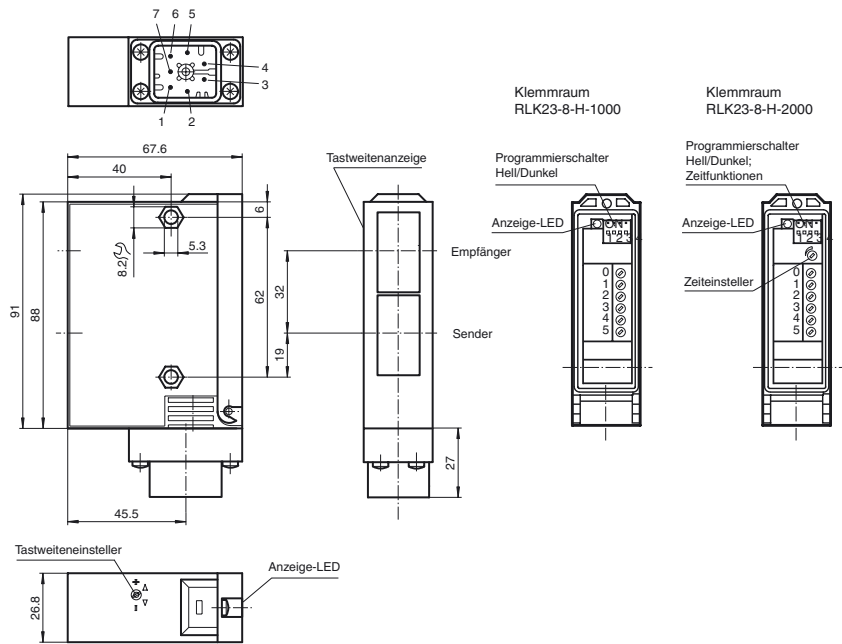 7
6
5
4
3
1
2
67.6
40
6
5.3
8.2
91
88
62
32
19
45.5
Tastweitenanzeige
Empfänger
Sender
27
Klemmraum
RLK23-8-H-1000
Programmierschalter
Hell/Dunkel
Anzeige-LED
1 2 3 4
0
1
2
3
4
5
Klemmraum
RLK23-8-H-2000
Programmierschalter
Hell/Dunkel;
Zeitfunktionen
Anzeige-LED
1 2 3 4
Zeiteinsteller
0
1
2
3
4
5
Tastweiteneinsteller
Anzeige-LED
26.8